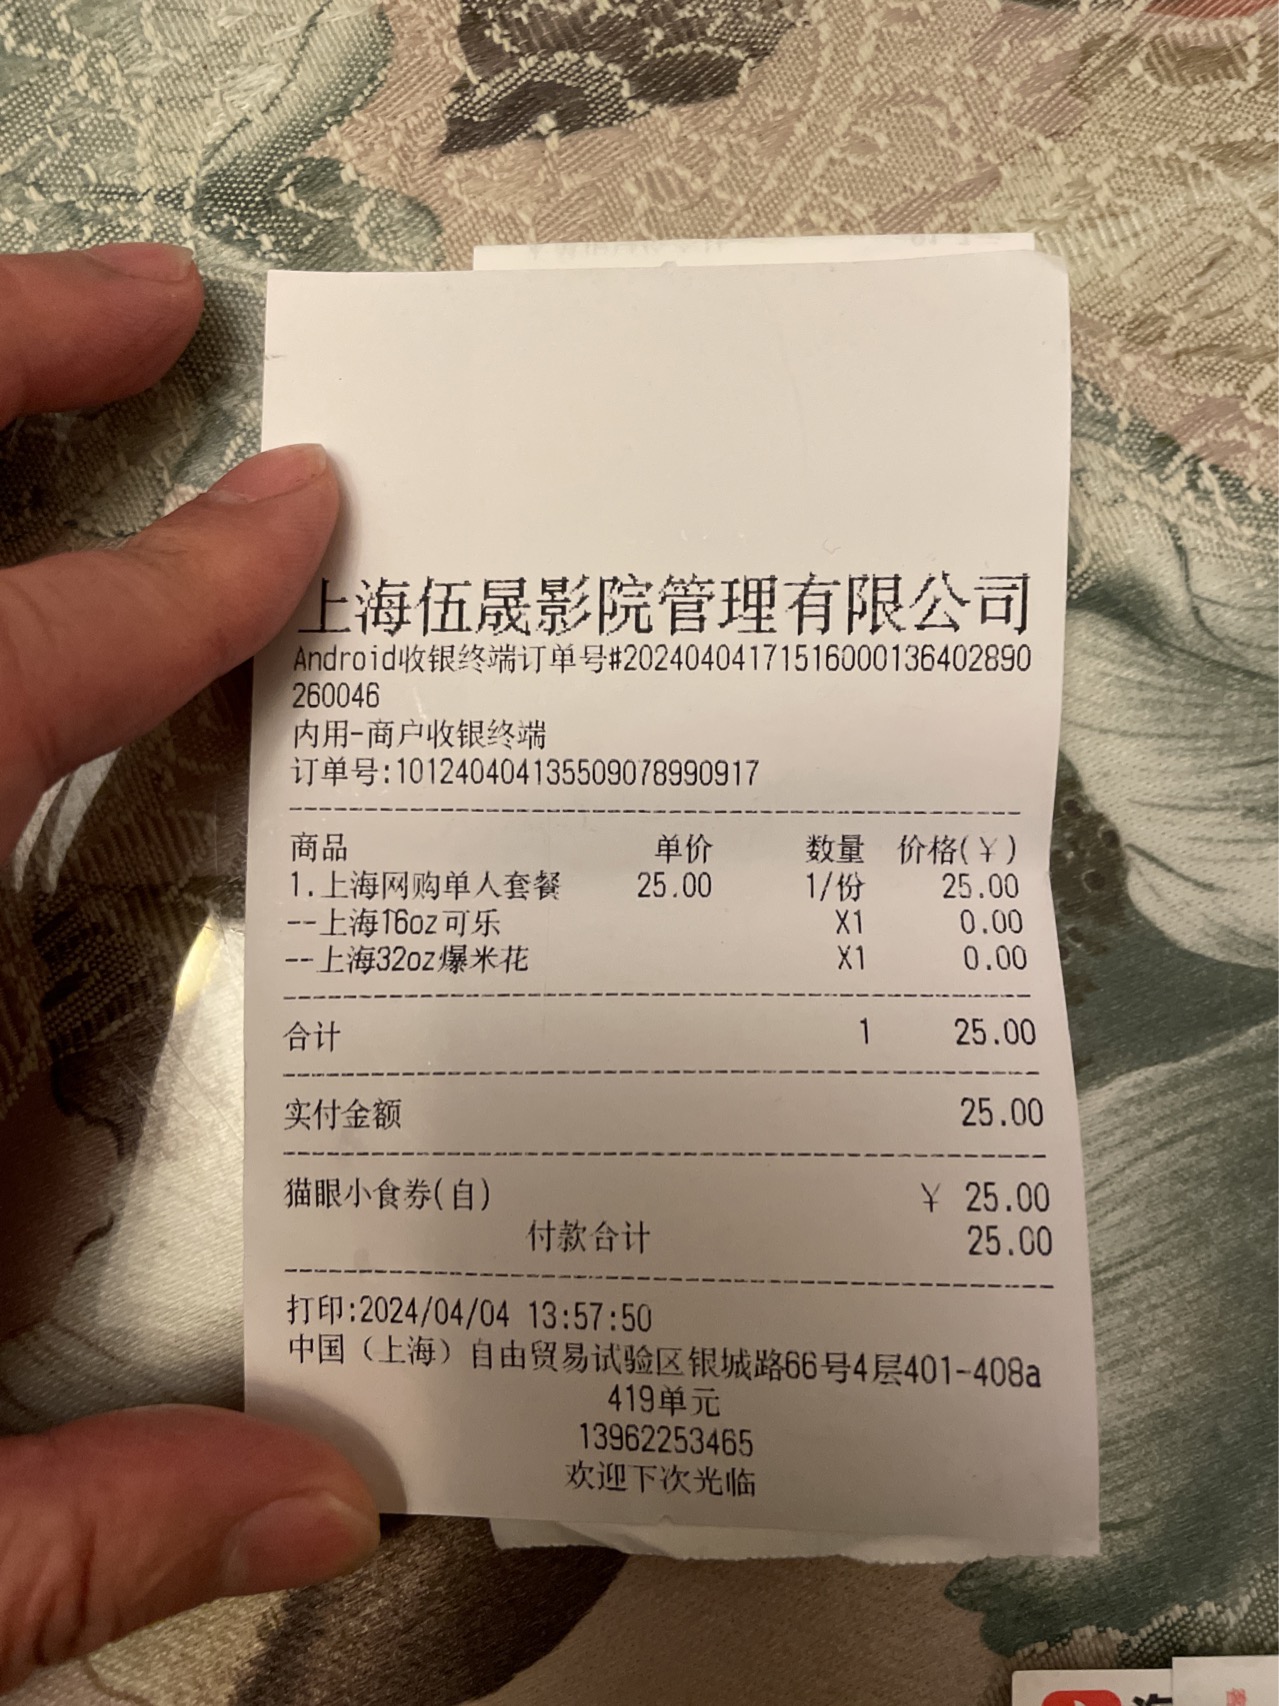 上海伍晟影院管理有限公司
Android收银终端订单号#2024040417151600013640289​0
260046
内用-商户收银终端
订单号:101240404135509078990917
商品 单价 数量 价格(￥)
1.上海网购单人套餐 25.00 1/份 25.00
--上海16oz可乐 X1 0.00
--上海32oz爆米花 X1 0.00
合计 1 25.00
实付金额 25.00
猫眼小食券(自) ￥ 25.00
付款合计 25.00
打印:2024/04/04 13:57:50
中国（上海）自由贸易试验区银城路66号4层401-408a
419单元
13962253465
欢迎下次光临
海